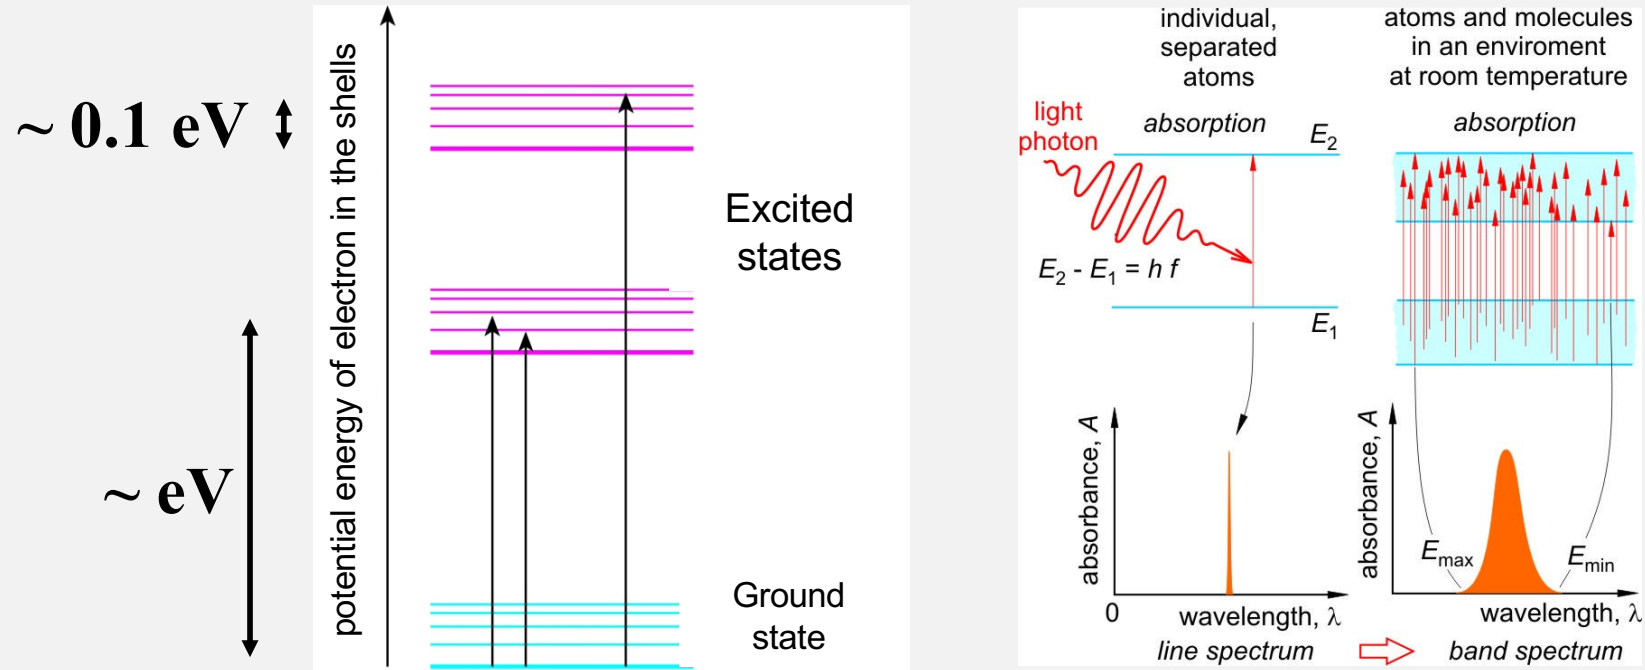 ~ 0.1 eV
~ eV
potential energy of electron in the shells
Excited
states
Ground
state
individual,
separated
atoms
light
photon
absorption
E2
E2 - E1 = h f
E1
absorbance, A
0
wavelength, λ
line spectrum
atoms and molecules
in an enviroment
at room temperature
absorption
absorbance, A
Emax
Emin
wavelength, λ
band spectrum